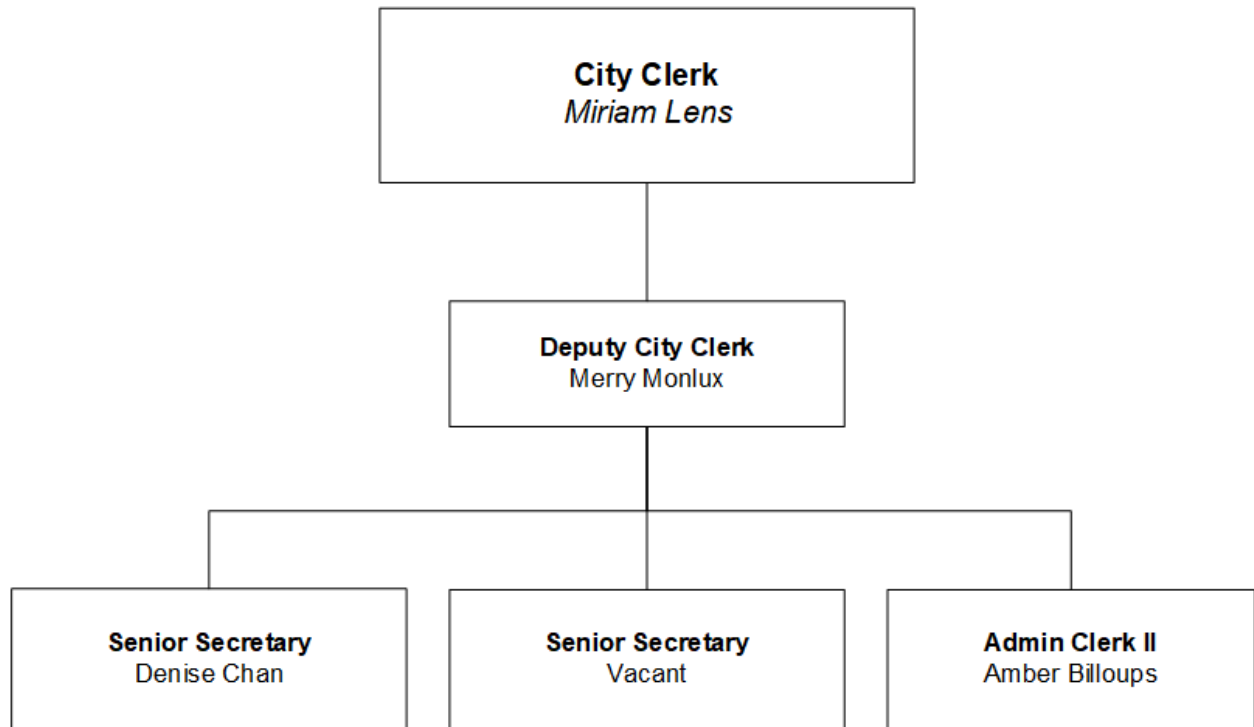 City Clerk
Miriam Lens
Deputy City Clerk
Merry Monlux
Senior Secretary
Denise Chan
Senior Secretary
Vacant
Admin Clerk II
Amber Billoups